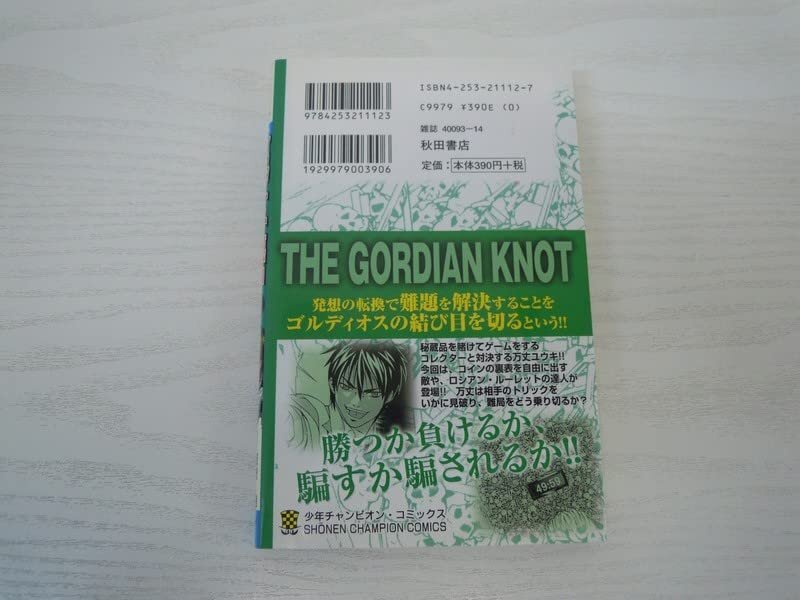 ISBN4-253-21112-7
C9979 ¥390E (0)
9784253211123
雑誌 40093-14
秋田書店
定価：本体390円+税
1929979003906
THE GORDIAN KNOT
発想の転換で難題を解決することを
ゴルディオスの結び目を切るという!!
秘蔵品を賭けてゲームをする
コレクターと対決する万丈ユウキ!!
今回は、コインの裏表を自由に出す
敵や、ロシアン・ルーレットの達人が
登場!! 万丈は相手のトリックを
いかに見破り、難局をどう乗り切るか?
勝つか負けるか、
騙すか騙されるか!!
49:59
少年チャンピオン・コミックス
SHŌNEN CHAMPION COMICS